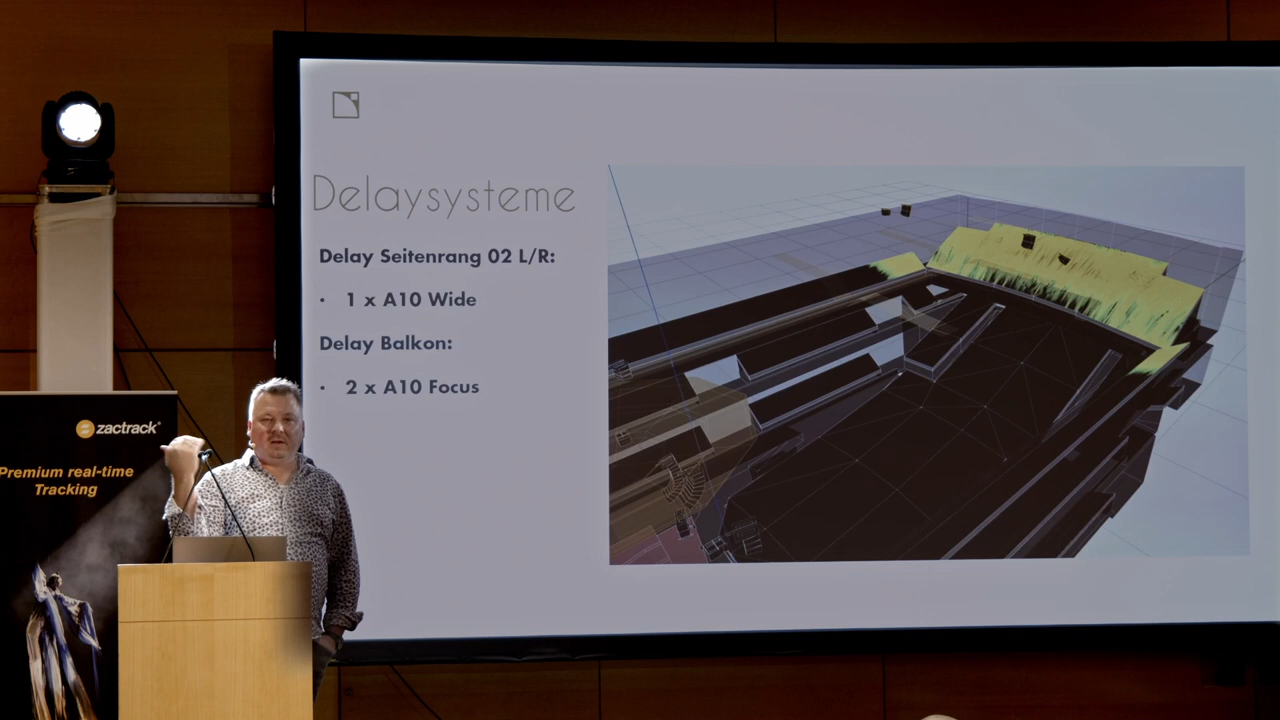 Delaysysteme
Delay Seitenrang 02 L/R:
• 1 x A10 Wide
Delay Balkon:
• 2 x A10 Focus
zactrack®
Premium real-time
Tracking